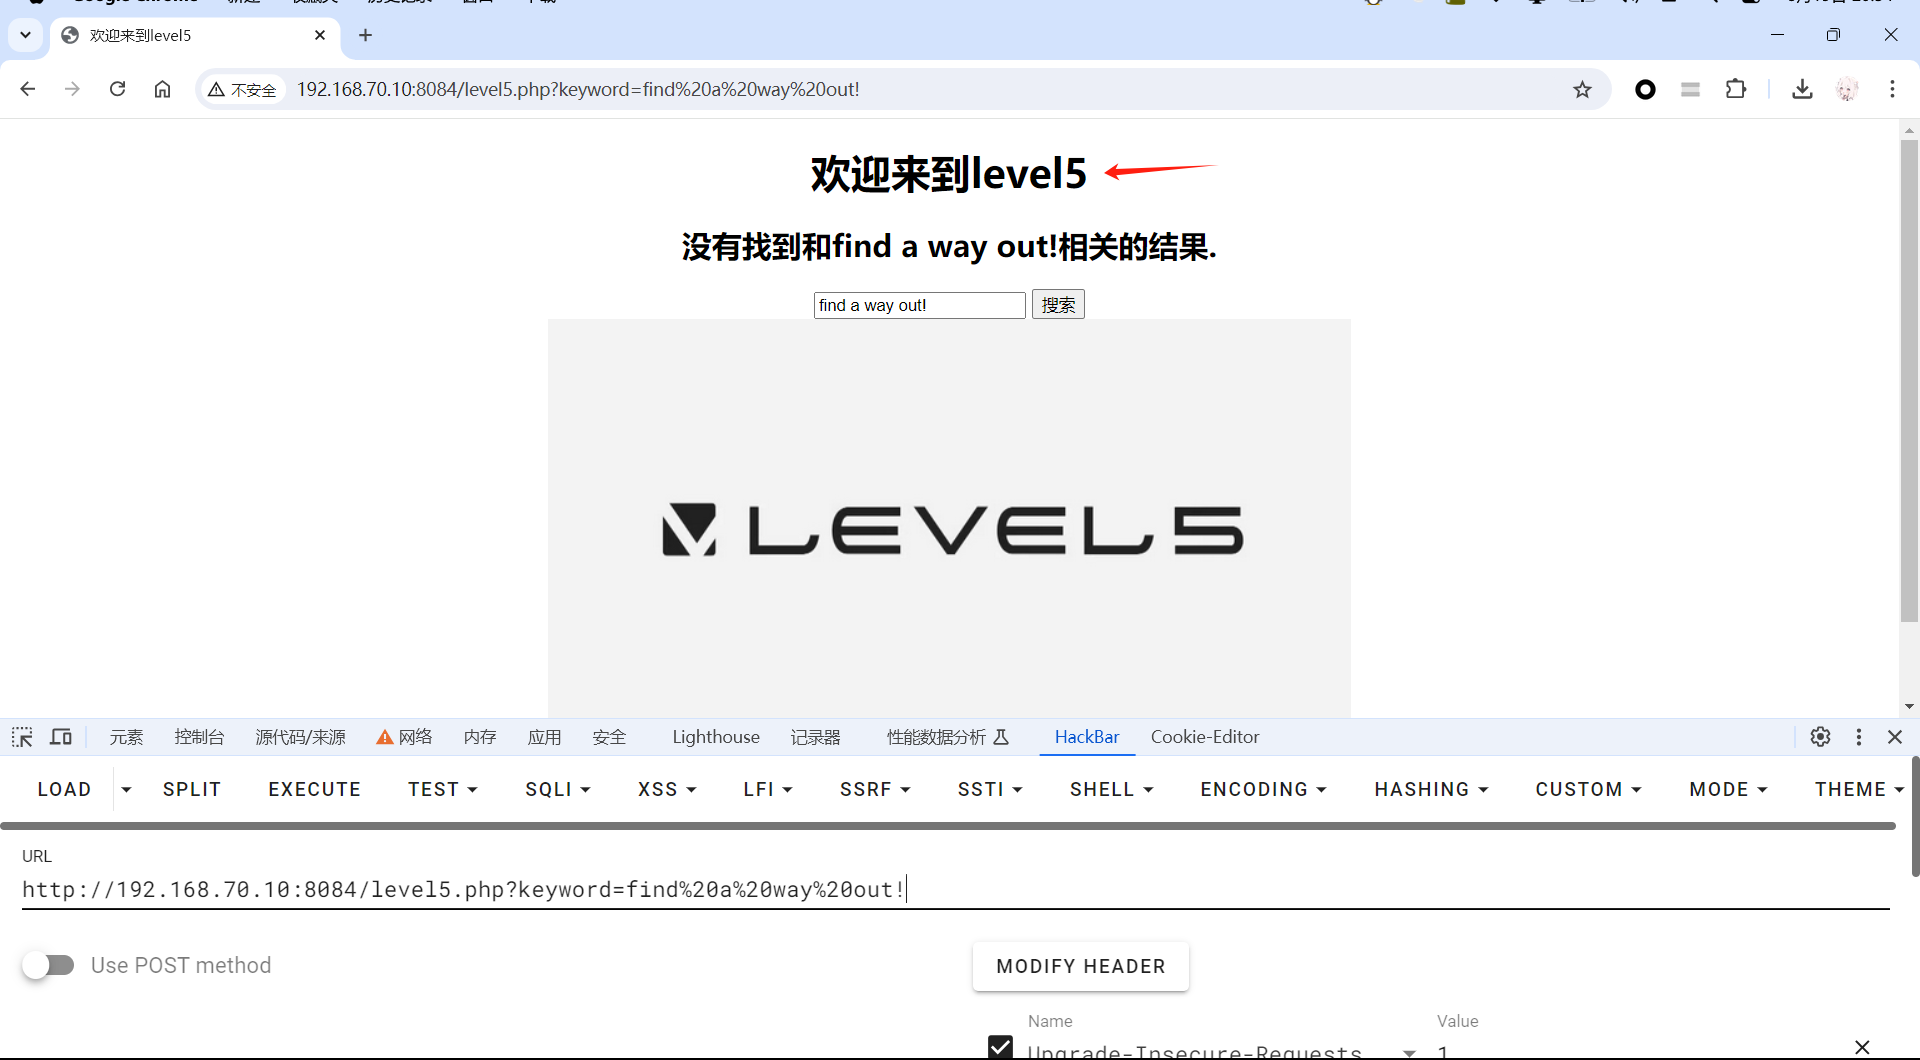 欢迎来到level5
不安全 192.168.70.10:8084/level5.php?keyword=find%20a%20way%20out!
欢迎来到level5
没有找到和find a way out!相关的结果.
find a way out! 搜索
LEVEL5
元素 控制台 源代码/来源 网络 内存 应用 安全 Lighthouse 记录器 性能数据分析 HackBar Cookie-Editor
LOAD SPLIT EXECUTE TEST SQLI XSS LFI SSRF SSTI SHELL ENCODING HASHING CUSTOM MODE THEME
URL
http://192.168.70.10:8084/level5.php?keyword=find%20a%20way%20out!
Use POST method
MODIFY HEADER
Name Value
Upgrade-Insecure-Requests 1